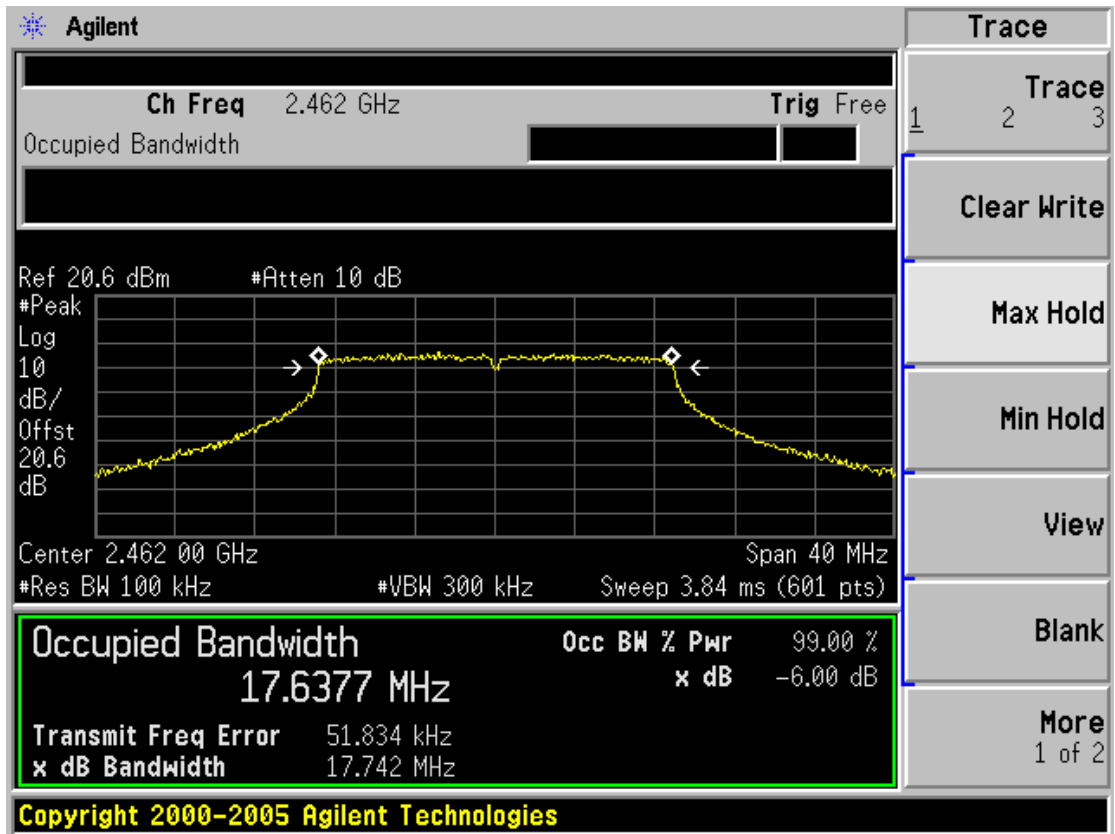 Agilent
Ch Freq 2.462 GHz Trig Free
Occupied Bandwidth
Ref 20.6 dBm #Atten 10 dB
#Peak
Log
10
dB/
Offst
20.6
dB
Center 2.462 00 GHz Span 40 MHz
#Res BW 100 kHz #VBW 300 kHz Sweep 3.84 ms (601 pts)
Occupied Bandwidth Occ BW % Pwr 99.00 %
17.6377 MHz x dB -6.00 dB
Transmit Freq Error 51.834 kHz
x dB Bandwidth 17.742 MHz
Copyright 2000-2005 Agilent Technologies
Trace
Trace
1 2 3
Clear Write
Max Hold
Min Hold
View
Blank
More
1 of 2